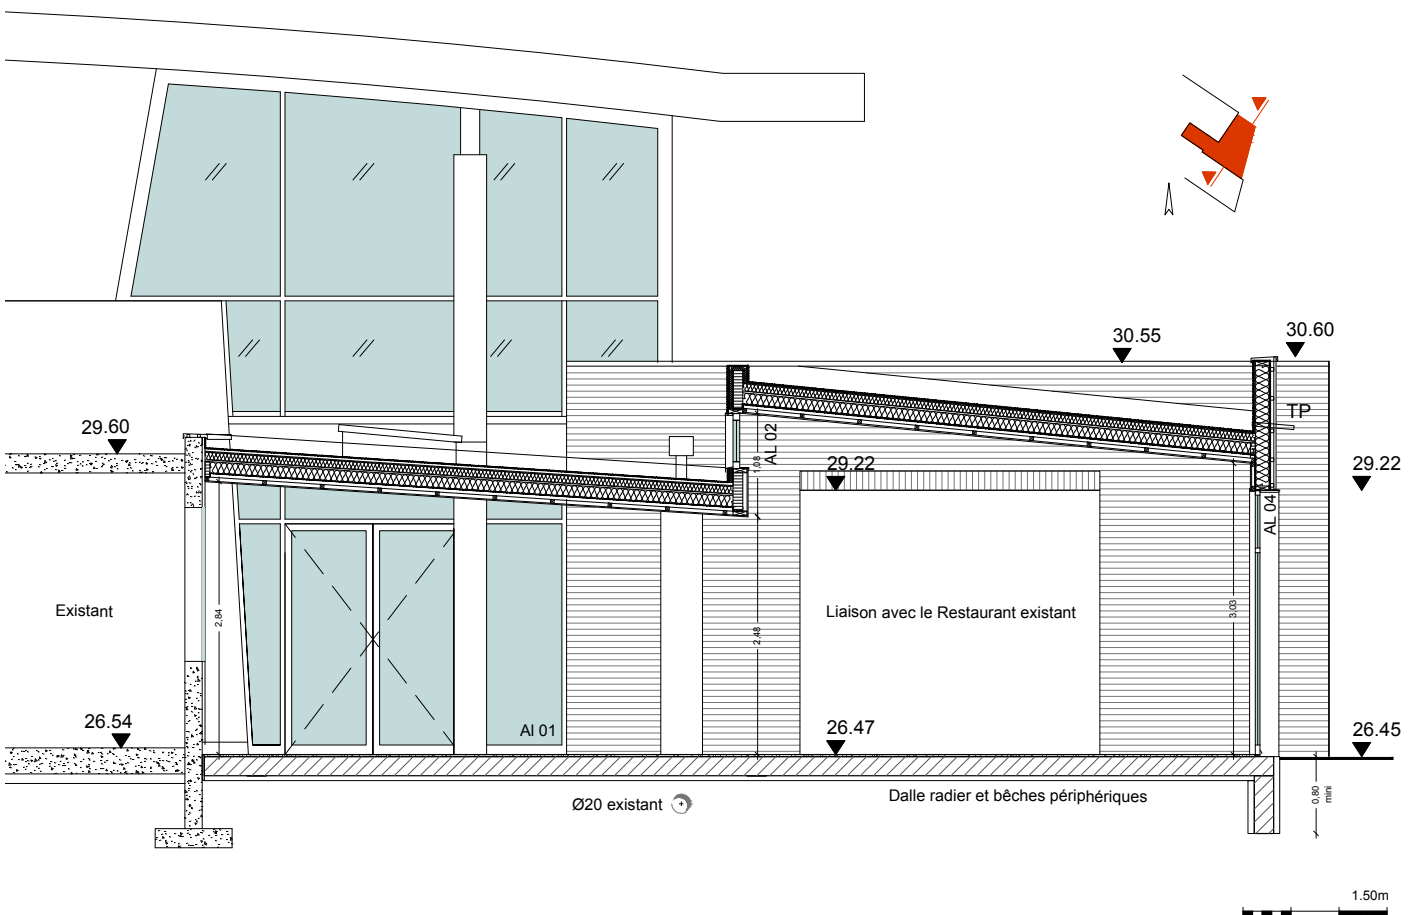 30.55
30.60
TP
29.60
AL 02
1,08
29.22
29.22
AL 04
Existant
2,84
2,48
Liaison avec le Restaurant existant
3,03
26.54
Al 01
26.47
26.45
Ø20 existant
Dalle radier et bêches périphériques
0,80
mini
1.50m